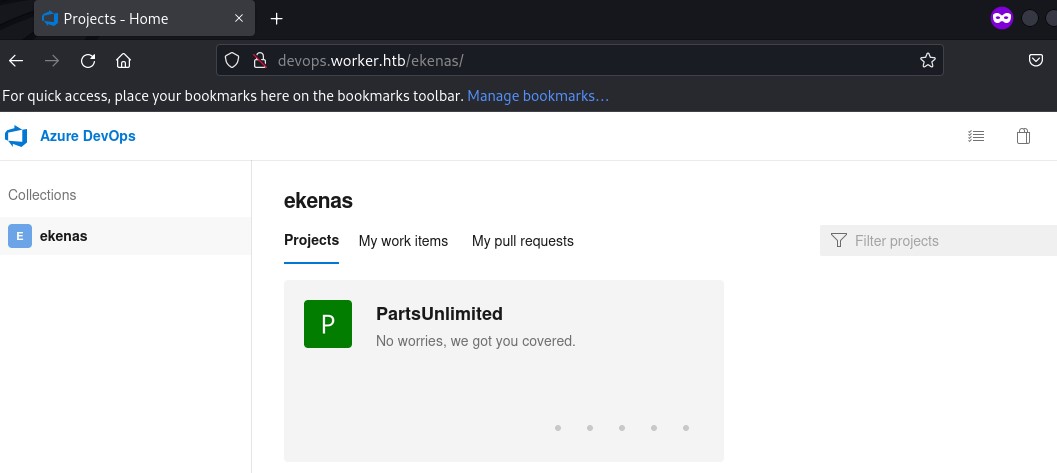 Projects - Home
devops.worker.htb/ekenas/
For quick access, place your bookmarks here on the bookmarks toolbar. Manage bookmarks…
Azure DevOps
Collections
E ekenas
ekenas
Projects My work items My pull requests
Filter projects
P PartsUnlimited
No worries, we got you covered.